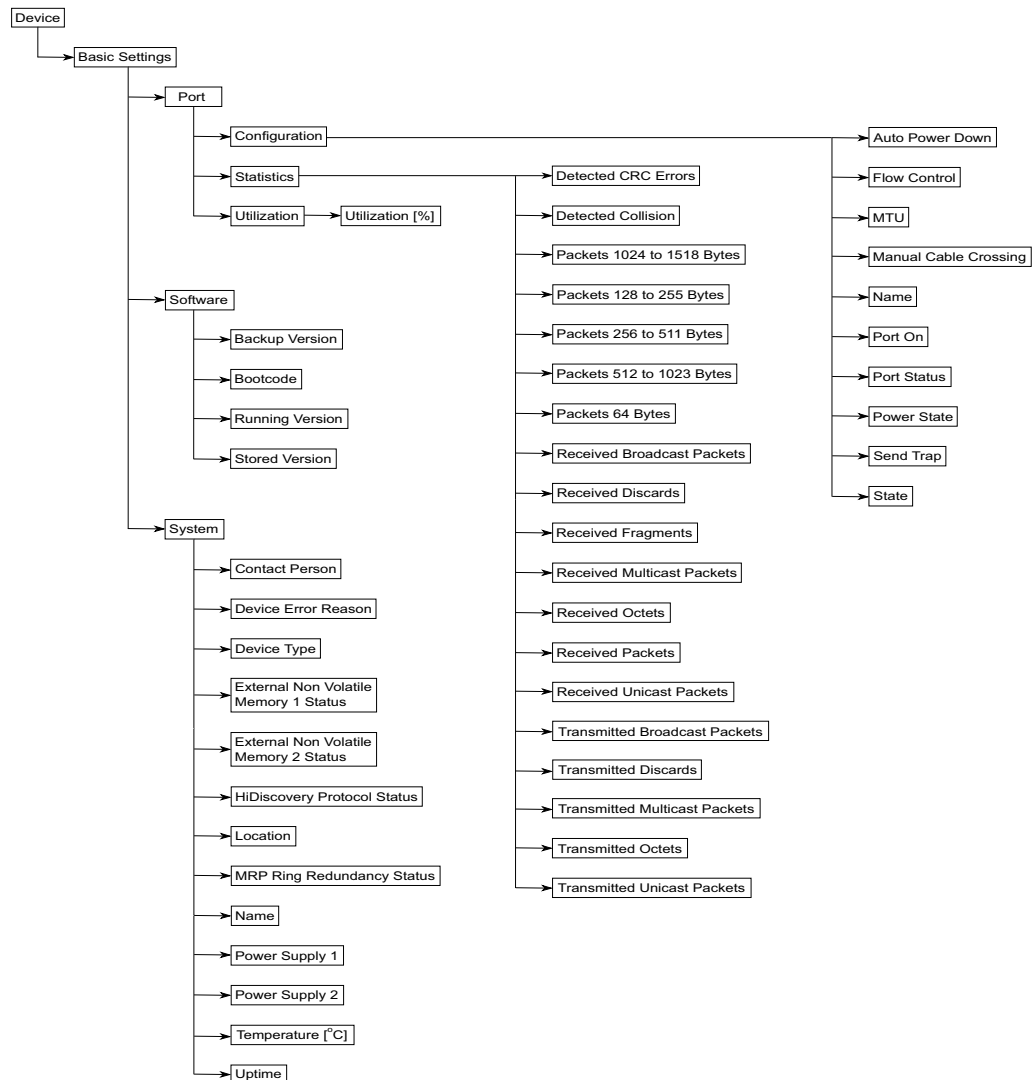 Device
Basic Settings
Port
Configuration
Statistics
Utilization
Utilization [%]
Auto Power Down
Flow Control
MTU
Manual Cable Crossing
Name
Port On
Port Status
Power State
Send Trap
State
Detected CRC Errors
Detected Collision
Packets 1024 to 1518 Bytes
Packets 128 to 255 Bytes
Packets 256 to 511 Bytes
Packets 512 to 1023 Bytes
Packets 64 Bytes
Received Broadcast Packets
Received Discards
Received Fragments
Received Multicast Packets
Received Octets
Received Packets
Received Unicast Packets
Transmitted Broadcast Packets
Transmitted Discards
Transmitted Multicast Packets
Transmitted Octets
Transmitted Unicast Packets
Software
Backup Version
Bootcode
Running Version
Stored Version
System
Contact Person
Device Error Reason
Device Type
External Non Volatile
Memory 1 Status
External Non Volatile
Memory 2 Status
HiDiscovery Protocol Status
Location
MRP Ring Redundancy Status
Name
Power Supply 1
Power Supply 2
Temperature [°C]
Uptime